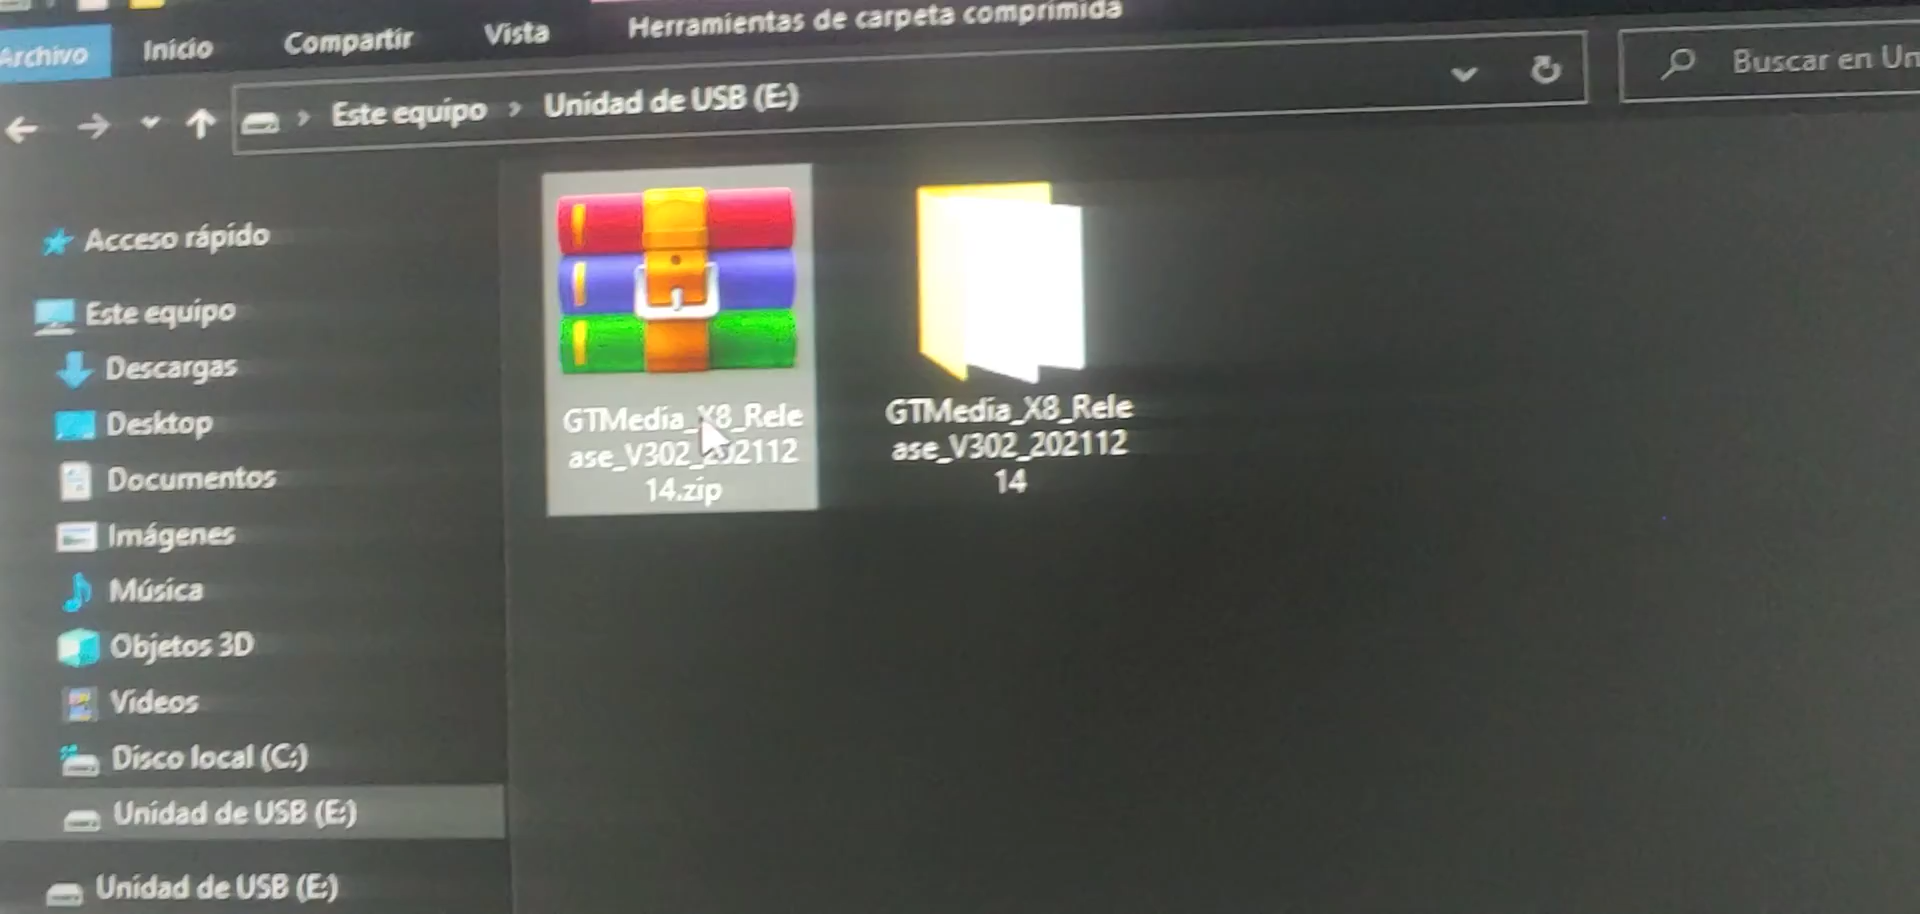 Archivo
Inicio
Compartir
Vista
Herramientas de carpeta comprimida
Este equipo > Unidad de USB (E:)
Buscar en Un
Acceso rápido
Este equipo
Descargas
Desktop
Documentos
Imágenes
Música
Objetos 3D
Vídeos
Disco local (C:)
Unidad de USB (E:)
Unidad de USB (E:)
GTMedia_X8_Rele
ase_V302_202112
14.zip
GTMedia_X8_Rele
ase_V302_202112
14